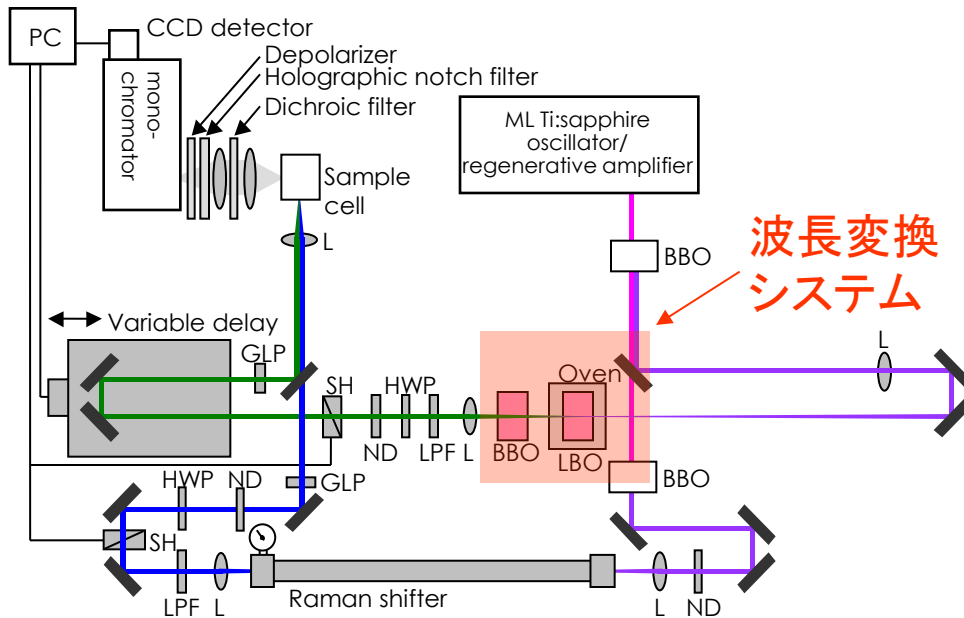 PC
CCD detector
Depolarizer
Holographic notch filter
Dichroic filter
mono-
chromator
Sample
cell
L
ML Ti:sapphire
oscillator/
regenerative amplifier
BBO
波長変換
システム
Variable delay
GLP
SH
HWP
ND
LPF
L
BBO
Oven
LBO
L
BBO
GLP
HWP
ND
SH
LPF
L
Raman shifter
L
ND